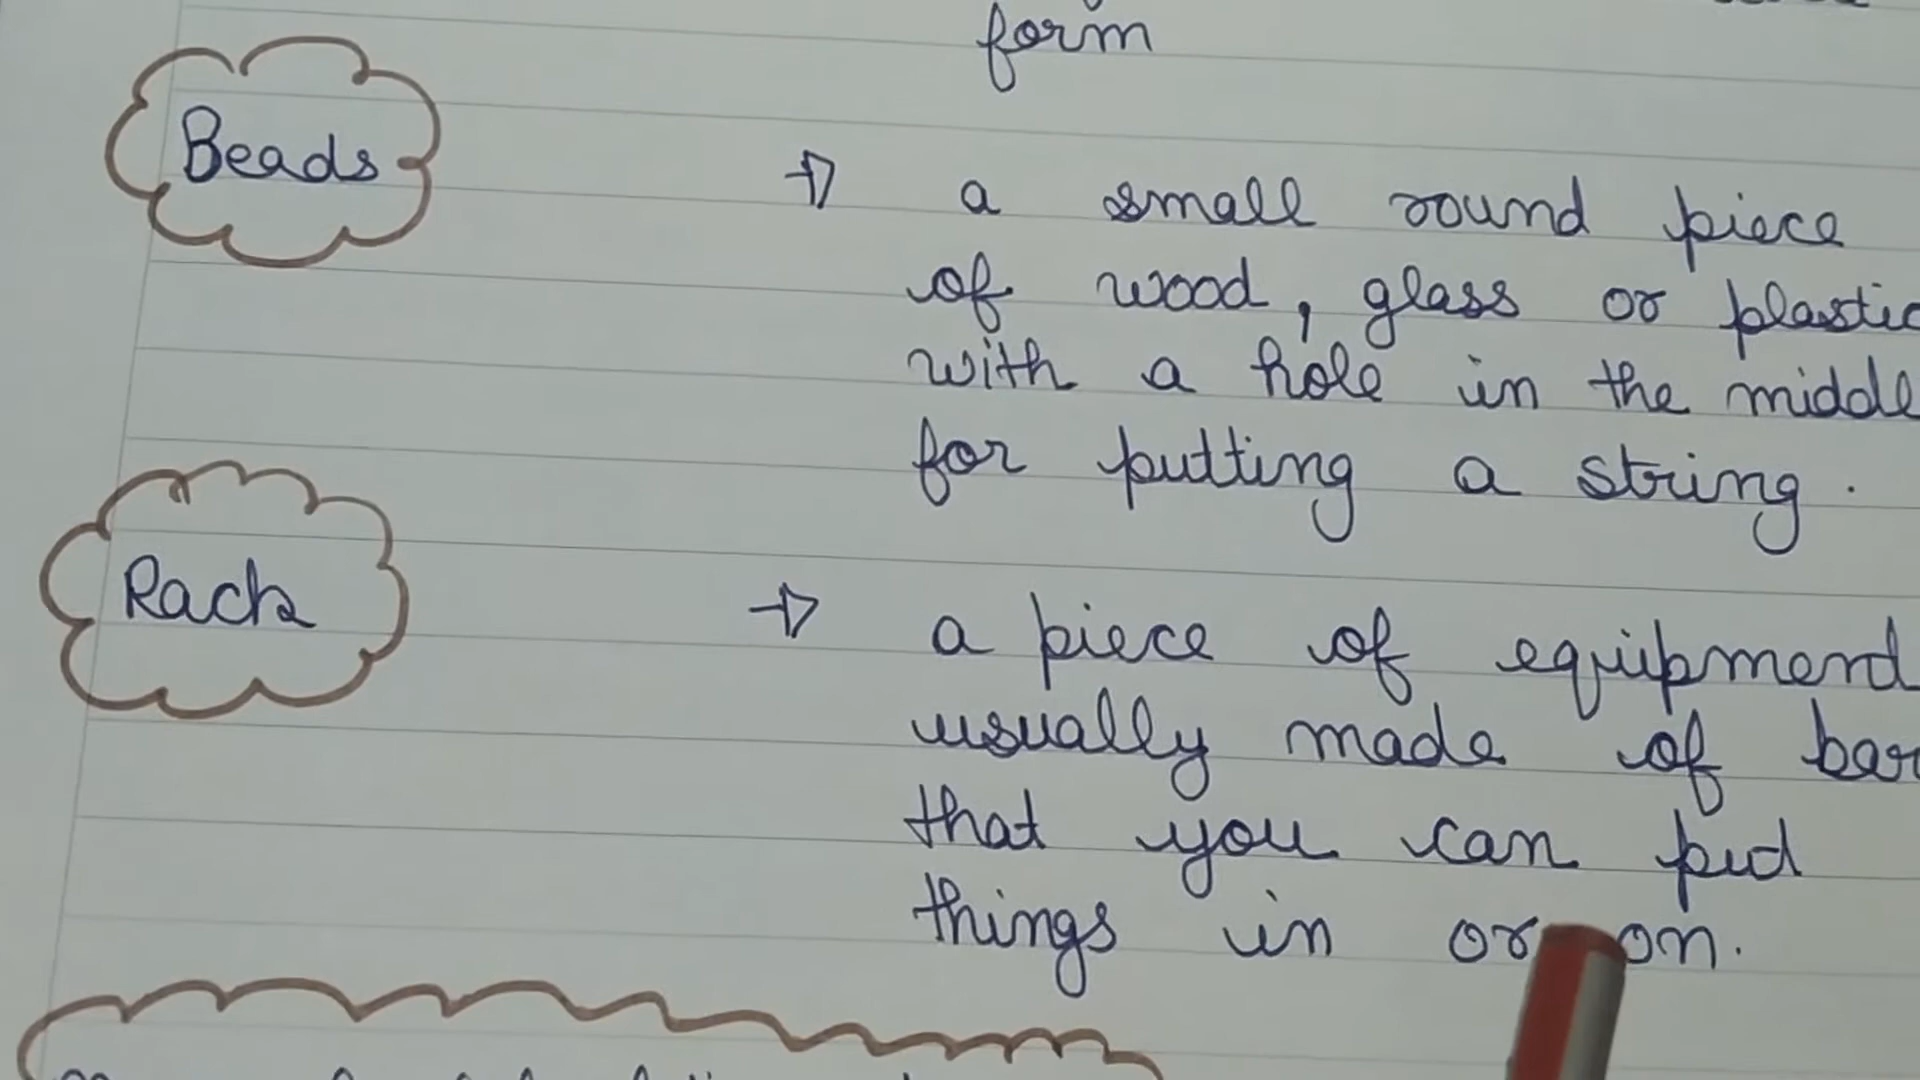 form
Beads → a small round piece
of wood, glass or plastic
with a hole in the middle
for putting a string.
Rack → a piece of equipment
usually made of bar
that you can put
things in or on.